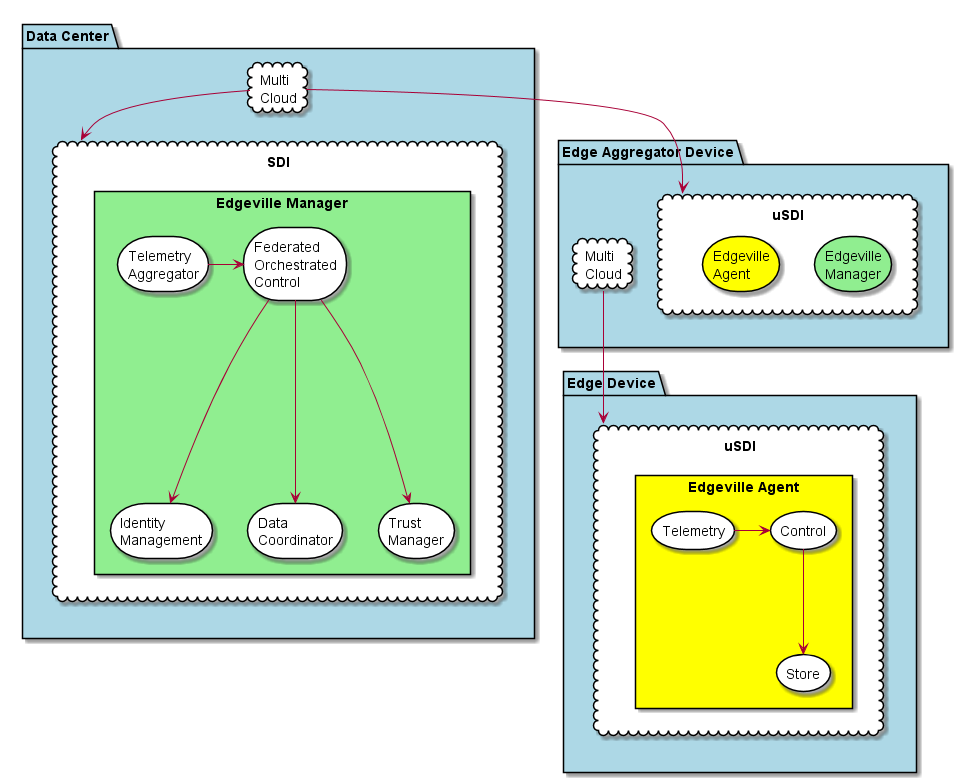 Data Center
Multi
Cloud
SDI
Edgeville Manager
Telemetry
Aggregator
Federated
Orchestrated
Control
Identity
Management
Data
Coordinator
Trust
Manager
Edge Aggregator Device
Multi
Cloud
uSDI
Edgeville
Agent
Edgeville
Manager
Edge Device
uSDI
Edgeville Agent
Telemetry
Control
Store